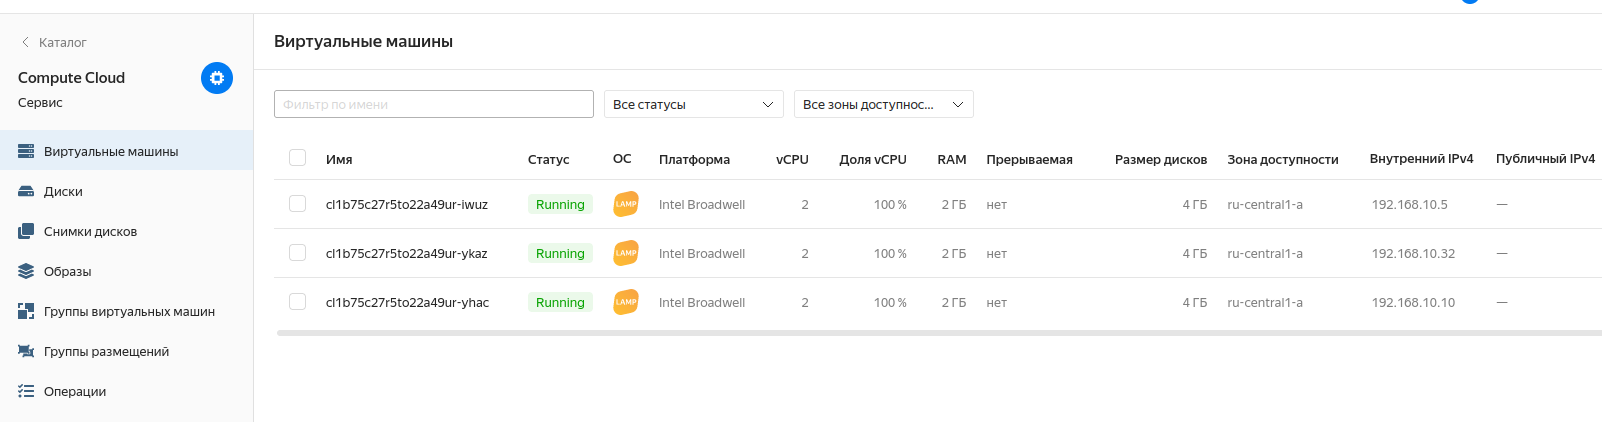 Каталог
Compute Cloud
Сервис
Виртуальные машины
Диски
Снимки дисков
Образы
Группы виртуальных машин
Группы размещений
Операции
Виртуальные машины
Фильтр по имени Все статусы Все зоны доступнос...
Имя Статус ОС Платформа vCPU Доля vCPU RAM Прерываемая Размер дисков Зона доступности Внутренний IPv4 Публичный IPv4
cl1b75c27r5to22a49ur-iwuz Running LAMP Intel Broadwell 2 100 % 2 ГБ нет 4 ГБ ru-central1-a 192.168.10.5 —
cl1b75c27r5to22a49ur-ykaz Running LAMP Intel Broadwell 2 100 % 2 ГБ нет 4 ГБ ru-central1-a 192.168.10.32 —
cl1b75c27r5to22a49ur-yhac Running LAMP Intel Broadwell 2 100 % 2 ГБ нет 4 ГБ ru-central1-a 192.168.10.10 —